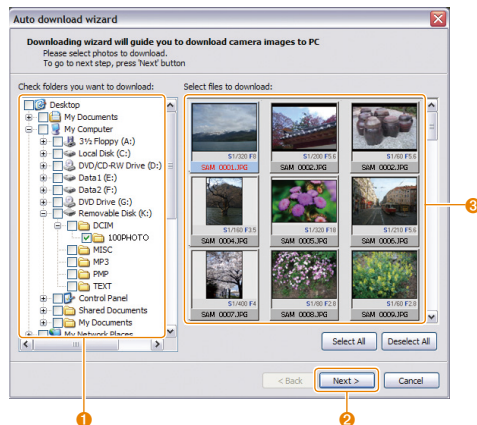 Auto download wizard
Downloading wizard will guide you to download camera images to PC
Please select photos to download.
To go to next step, press 'Next' button
Check folders you want to download:
Select files to download:
Desktop
My Documents
My Computer
3½ Floppy (A:)
Local Disk (C:)
DVD/CD-RW Drive (D:)
Data1 (E:)
Data2 (F:)
DVD Drive (G:)
Removable Disk (K:)
DCIM
100PHOTO
MISC
MP3
PMP
TEXT
Control Panel
Shared Documents
My Documents
My Network Places
S1/320 F8
S1/200 F5.6
S1/60 F5.6
SAM_0001.JPG
SAM_0002.JPG
SAM_0002.JPG
S1/160 F3.5
S1/320 F18
S1/210 F5.6
SAM_0004.JPG
SAM_0005.JPG
SAM_0006.JPG
S1/400 F4
S1/80 F2.8
S1/60 F2.8
SAM_0007.JPG
SAM_0008.JPG
SAM_0009.JPG
3
Select All
Deselect All
< Back
Next >
Cancel
1
2